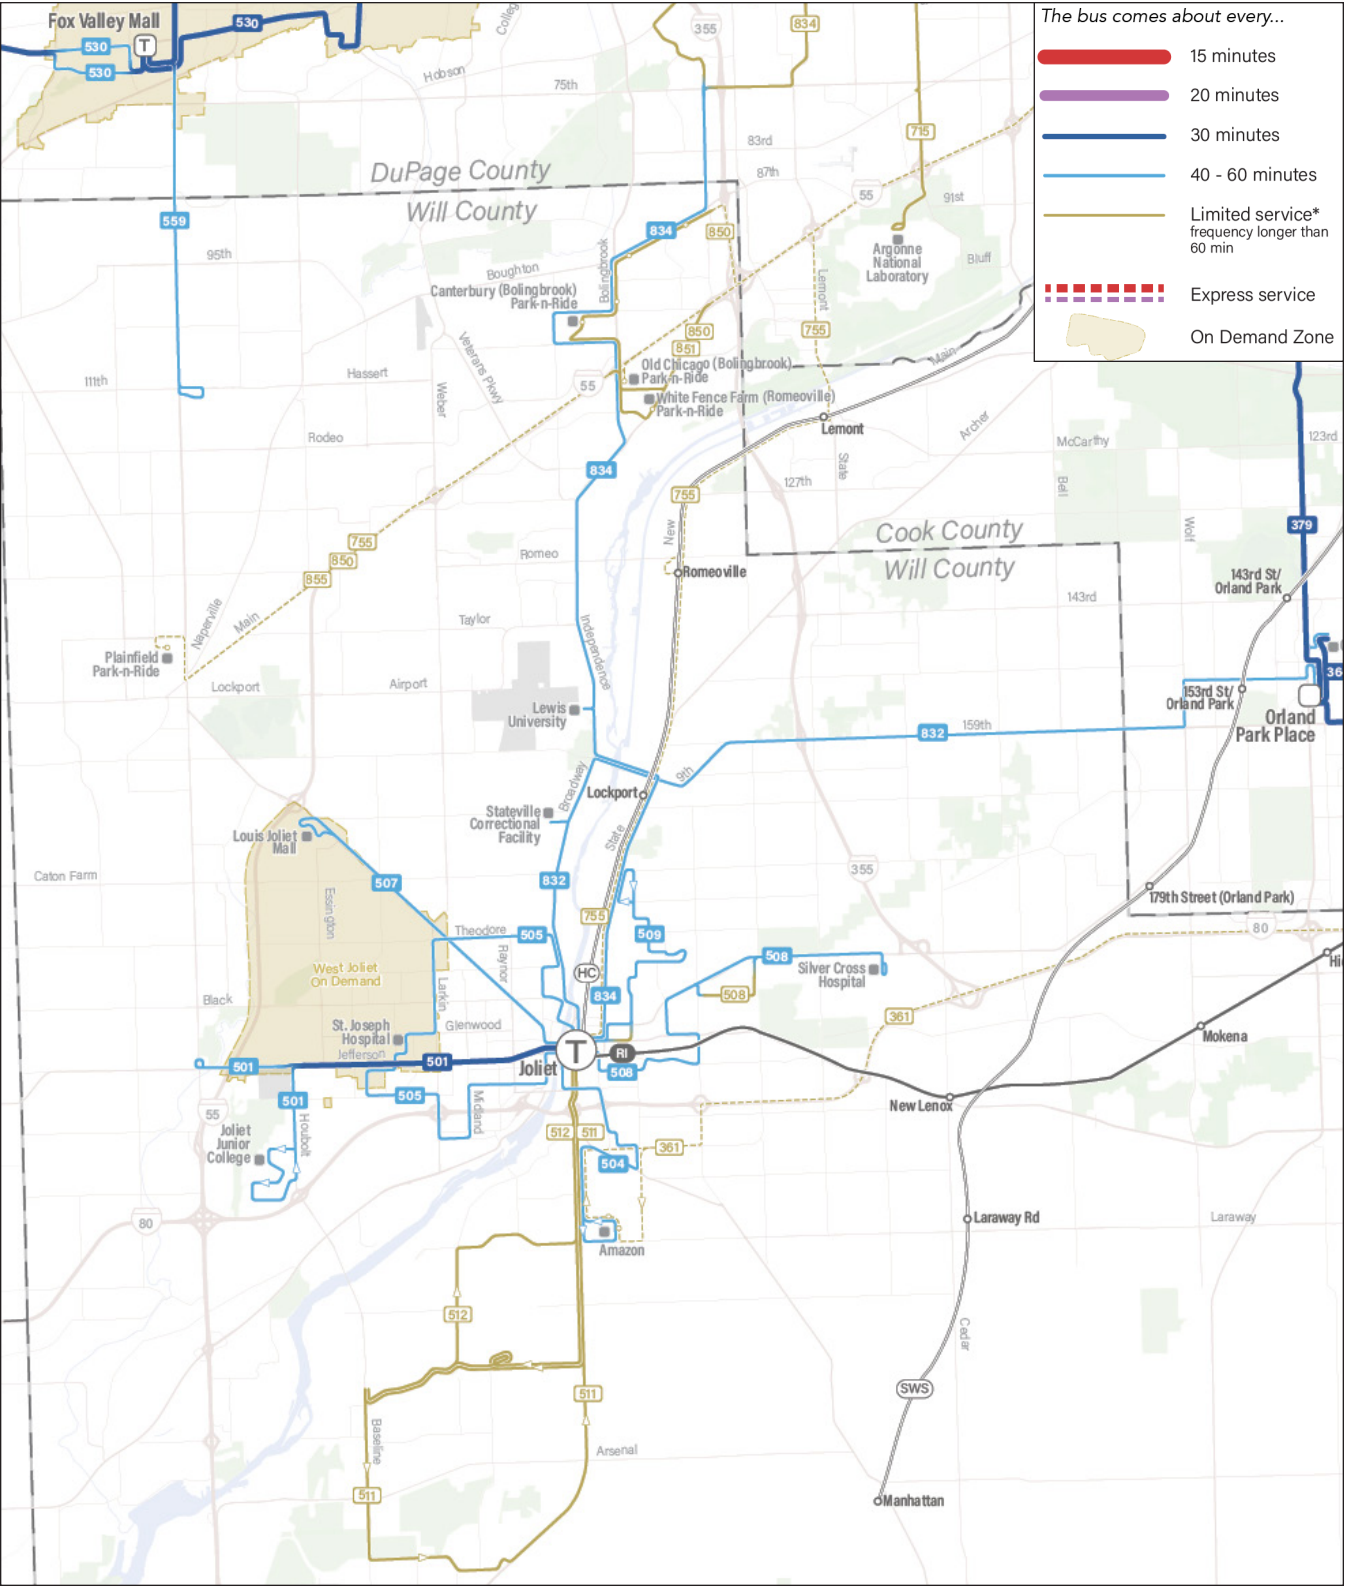 The bus comes about every...
15 minutes
20 minutes
30 minutes
40 - 60 minutes
Limited service*
frequency longer than
60 min
Express service
On Demand Zone
Fox Valley Mall
T
530
530
530
Hobson
75th
355
834
715
83rd
87th
55
91st
DuPage County
Will County
559
95th
834
850
Bolingbrook
Boughton
Canterbury (Bolingbrook)
Park-n-Ride
Argonne
National
Laboratory
Bluff
Lemont
755
Main
850
851
Old Chicago (Bolingbrook)
Park-n-Ride
White Fence Farm (Romeoville)
Park-n-Ride
55
Veterans Pkwy
Weber
Hassert
111th
Rodeo
Lemont
State
Archer
McCarthy
Bell
123rd
127th
834
755
New
Cook County
Will County
Wolf
379
143rd St/
Orland Park
143rd
Romeo
Romeoville
755
850
855
Naperville
Main
Taylor
Independence
Plainfield
Park-n-Ride
Lockport
Airport
Lewis
University
153rd St/
Orland Park
36
Orland
Park Place
832
159th
9th
Broadway
Lockport
State
Stateville
Correctional
Facility
Louis Joliet
Mall
Caton Farm
507
Essington
832
355
179th Street (Orland Park)
80
Theodore
505
Raynor
755
509
West Joliet
On Demand
HC
508
Silver Cross
Hospital
508
834
Larkin
Black
St. Joseph
Hospital
Glenwood
Jefferson
361
Mokena
Hi
501
501
Joliet
T
RI
508
New Lenox
501
505
Midland
Houbolt
55
Joliet
Junior
College
512
511
504
361
80
Amazon
Laraway Rd
Laraway
512
Cedar
SWS
511
Baseline
Arsenal
511
Manhattan